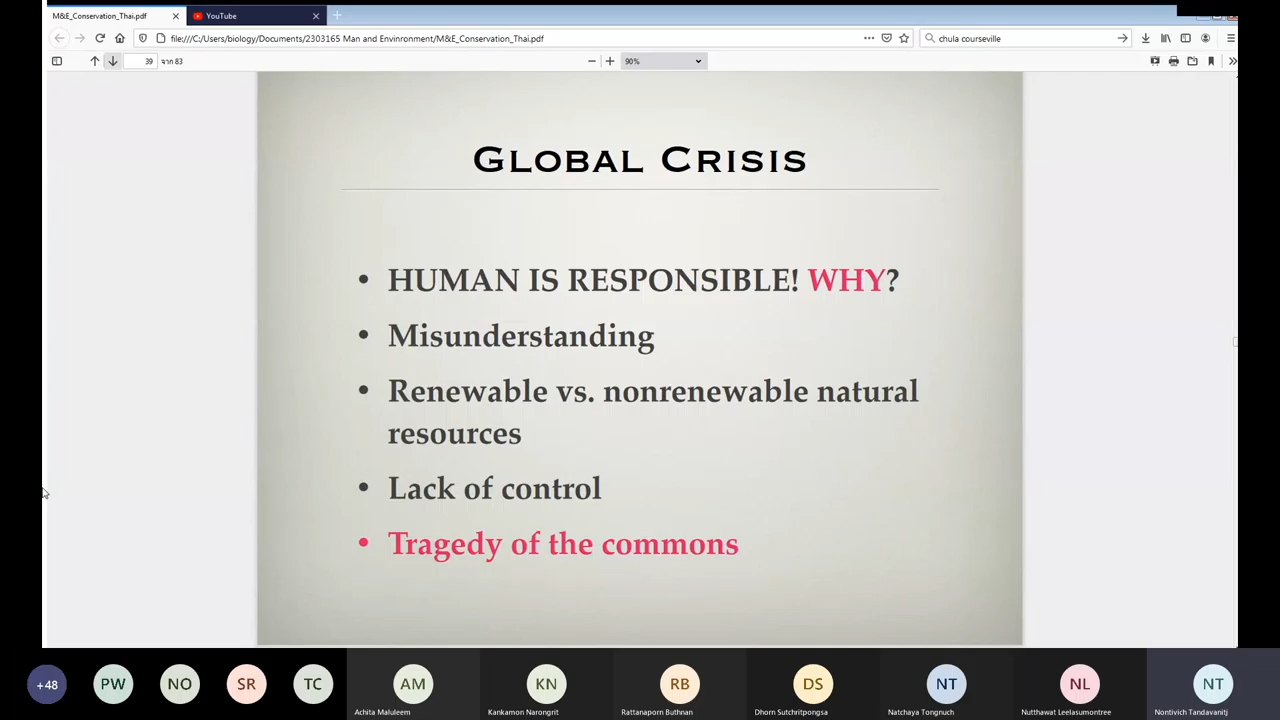 M&E_Conservation_Thai.pdf
YouTube
file:///C:/Users/biology/Documents/2303165 Man and Envinronment/M&E_Conservation_Thai.pdf
chula courseville
39 จาก 83
90%
GLOBAL CRISIS
• HUMAN IS RESPONSIBLE! WHY?
• Misunderstanding
• Renewable vs. nonrenewable natural
resources
• Lack of control
• Tragedy of the commons
+48
PW
NO
SR
TC
AM
KN
RB
DS
NT
NL
NT
Achita Maluleem
Kankamon Narongrit
Rattanaporn Buthnan
Dhorn Sutchritpongsa
Natchaya Tongnuch
Nutthawat Leelasumontree
Nontivich Tandavanitj